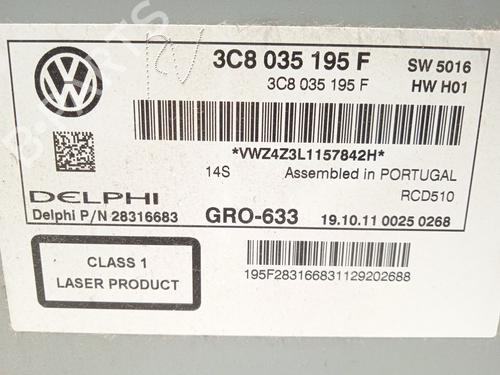 3C8 035 195 F SW 5016
3C8 035 195 F HW H01
*VWZ4Z3L1157842H*
14S Assembled in PORTUGAL
DELPHI RCD510
Delphi P/N 28316683 GRO-633 19.10.11 0025 0268
CLASS 1
LASER PRODUCT
195F283166831129202688